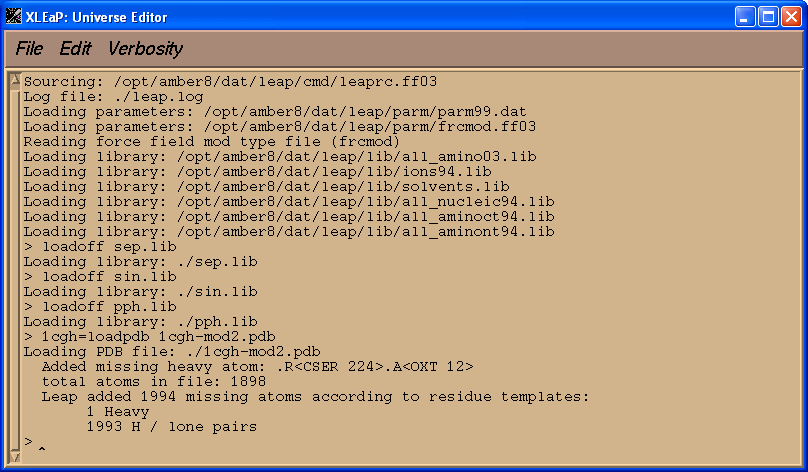 XLEaP: Universe Editor
File Edit Verbosity
Sourcing: /opt/amber8/dat/leap/cmd/leaprc.ff03
Log file: ./leap.log
Loading parameters: /opt/amber8/dat/leap/parm/parm99.dat
Loading parameters: /opt/amber8/dat/leap/parm/frcmod.ff03
Reading force field mod type file (frcmod)
Loading library: /opt/amber8/dat/leap/lib/all_amino03.lib
Loading library: /opt/amber8/dat/leap/lib/ions94.lib
Loading library: /opt/amber8/dat/leap/lib/solvents.lib
Loading library: /opt/amber8/dat/leap/lib/all_nucleic94.lib
Loading library: /opt/amber8/dat/leap/lib/all_aminoct94.lib
Loading library: /opt/amber8/dat/leap/lib/all_aminont94.lib
> loadoff sep.lib
Loading library: ./sep.lib
> loadoff sin.lib
Loading library: ./sin.lib
> loadoff pph.lib
Loading library: ./pph.lib
> 1cgh=loadpdb 1cgh-mod2.pdb
Loading PDB file: ./1cgh-mod2.pdb
  Added missing heavy atom: .R<CSER 224>.A<OXT 12>
  total atoms in file: 1898
  Leap added 1994 missing atoms according to residue templates:
       1 Heavy
       1993 H / lone pairs
>
  ^